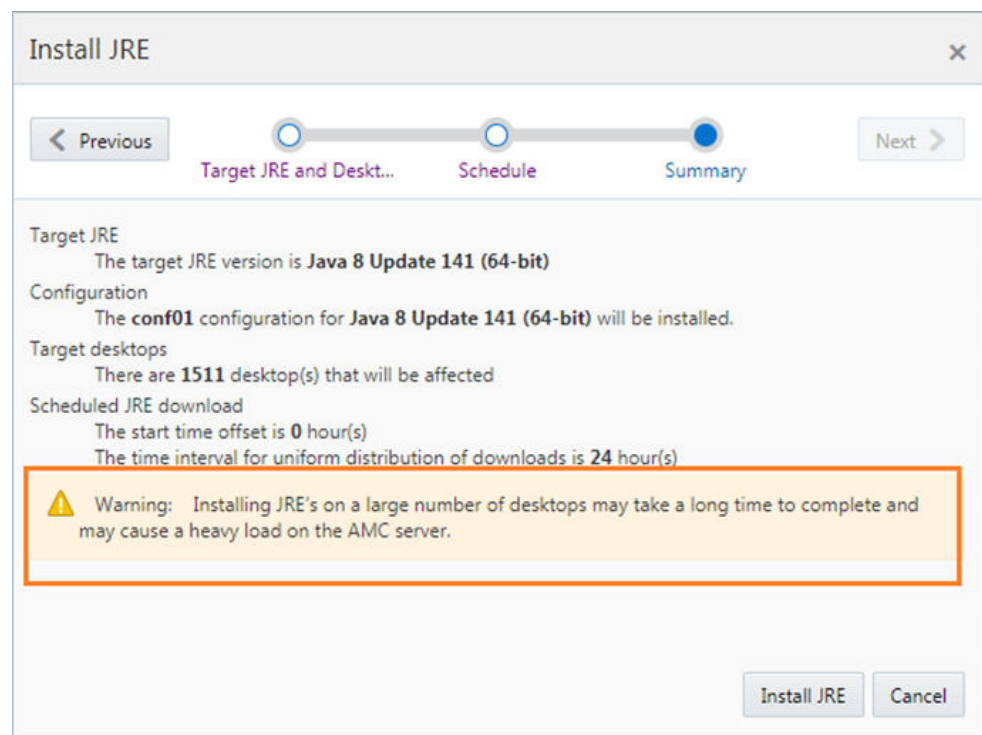 Install JRE
×
Previous
Next
Target JRE and Deskt...
Schedule
Summary
Target JRE
The target JRE version is Java 8 Update 141 (64-bit)
Configuration
The conf01 configuration for Java 8 Update 141 (64-bit) will be installed.
Target desktops
There are 1511 desktop(s) that will be affected
Scheduled JRE download
The start time offset is 0 hour(s)
The time interval for uniform distribution of downloads is 24 hour(s)
Warning: Installing JRE's on a large number of desktops may take a long time to complete and
may cause a heavy load on the AMC server.
Install JRE
Cancel